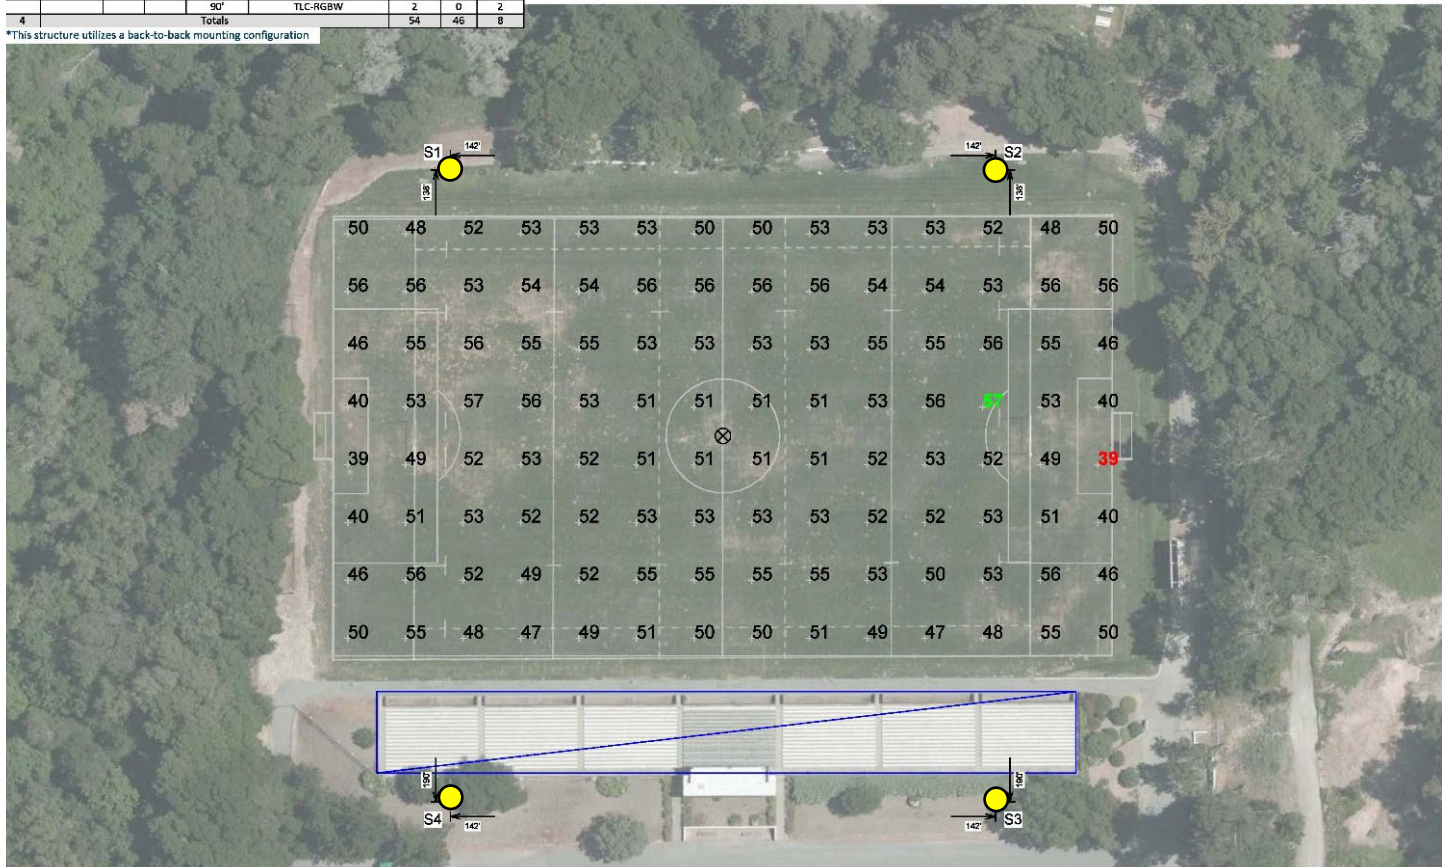 90' TLC-RGBW 2 0 2
4 Totals 54 46 8
*This structure utilizes a back-to-back mounting configuration
S1 142' 142' S2
138' 138'
50 48 52 53 53 53 50 50 53 53 53 52 48 50
56 56 53 54 54 56 56 56 56 54 54 53 56 56
46 55 56 55 55 53 53 53 53 55 55 56 55 46
40 53 57 56 53 51 51 51 51 53 56 57 53 40
39 49 52 53 52 51 51 51 51 52 53 52 49 39
40 51 53 52 52 53 53 53 53 52 52 53 51 40
46 56 52 49 52 55 55 55 55 53 50 53 56 46
50 55 48 47 49 51 50 50 51 49 47 48 55 50
190' 190'
S4 142' 142' S3